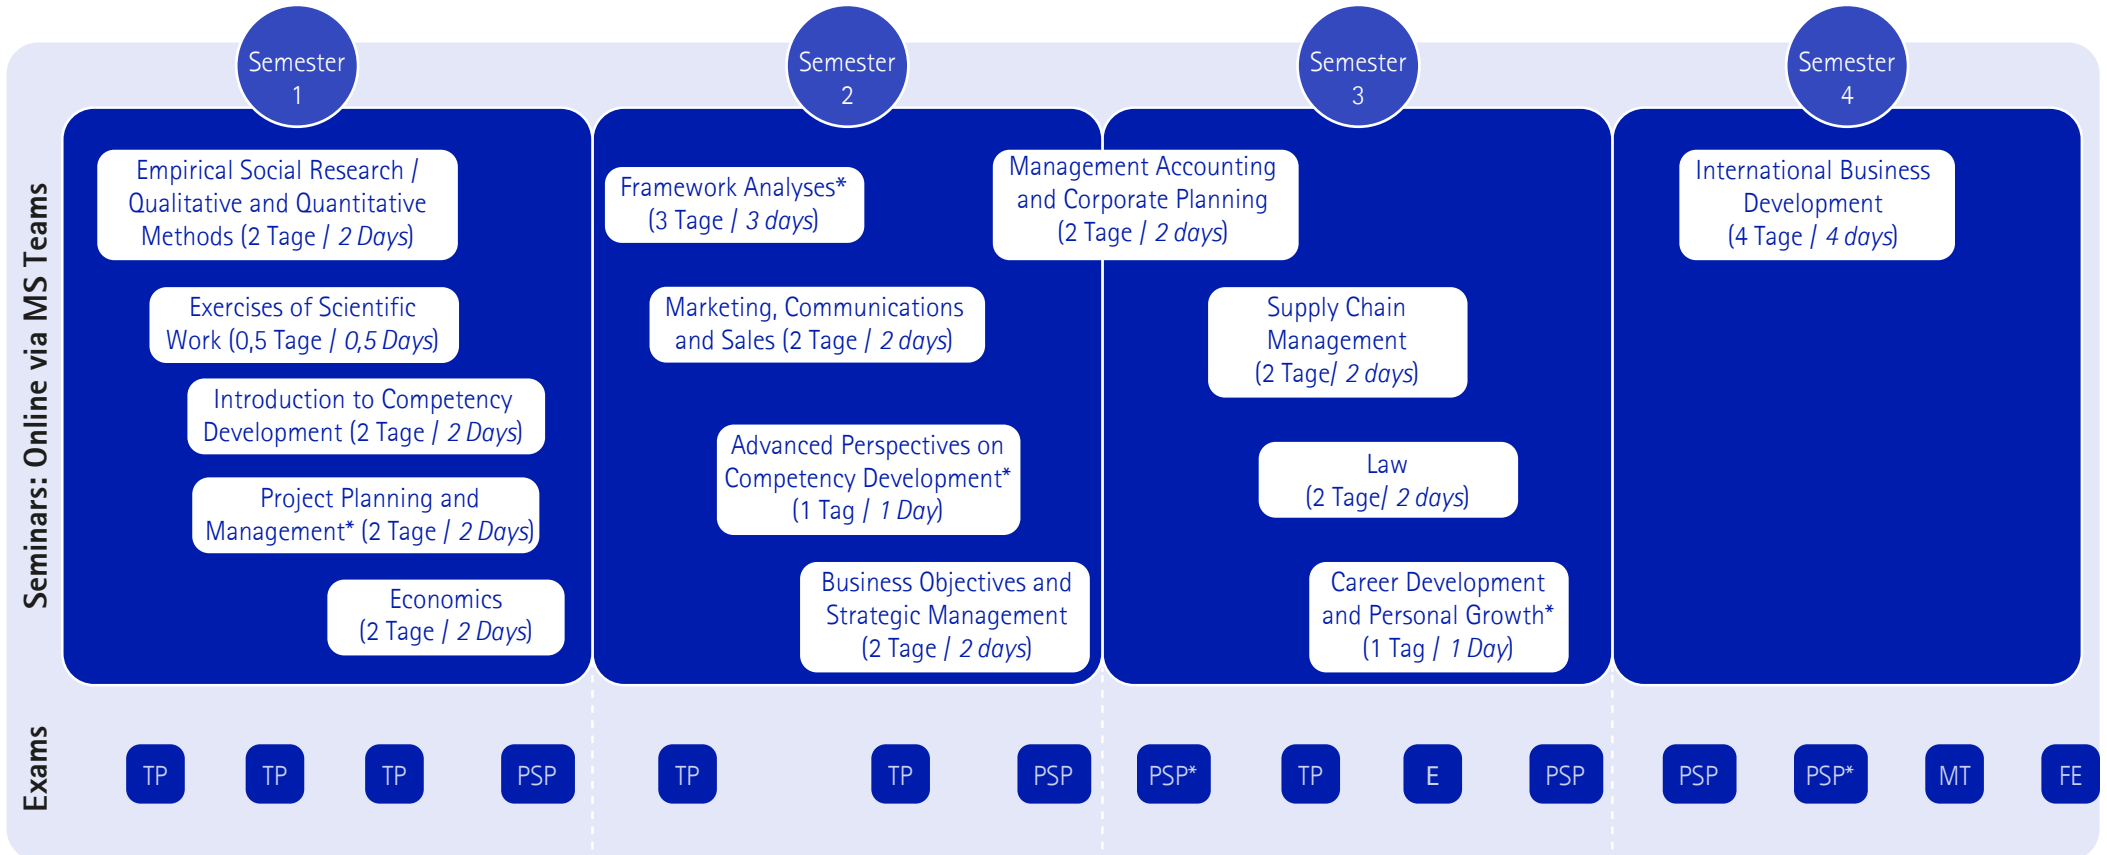 Semester
1
Semester
2
Semester
3
Semester
4
Seminars: Online via MS Teams
Empirical Social Research /
Qualitative and Quantitative
Methods (2 Tage / 2 Days)
Exercises of Scientific
Work (0,5 Tage / 0,5 Days)
Introduction to Competency
Development (2 Tage / 2 Days)
Project Planning and
Management* (2 Tage / 2 Days)
Economics
(2 Tage / 2 Days)
Framework Analyses*
(3 Tage / 3 days)
Marketing, Communications
and Sales (2 Tage / 2 days)
Advanced Perspectives on
Competency Development*
(1 Tag / 1 Day)
Business Objectives and
Strategic Management
(2 Tage / 2 days)
Management Accounting
and Corporate Planning
(2 Tage / 2 days)
Supply Chain
Management
(2 Tage/ 2 days)
Law
(2 Tage/ 2 days)
Career Development
and Personal Growth*
(1 Tag / 1 Day)
International Business
Development
(4 Tage / 4 days)
Exams
TP
TP
TP
PSP
TP
TP
PSP
PSP*
TP
E
PSP
PSP
PSP*
MT
FE